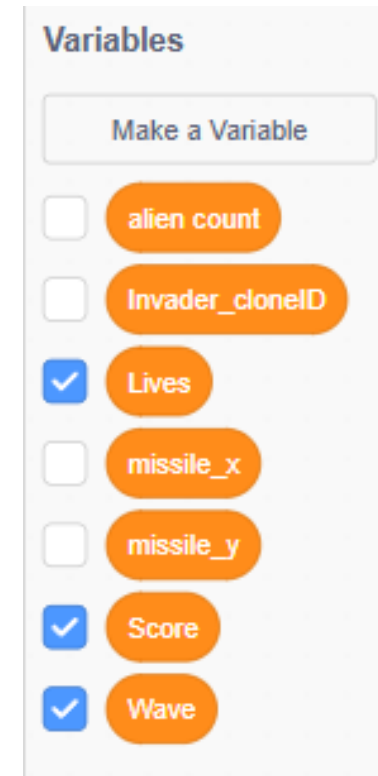 Variables
Make a Variable
alien count
Invader_cloneID
Lives
missile_x
missile_y
Score
Wave